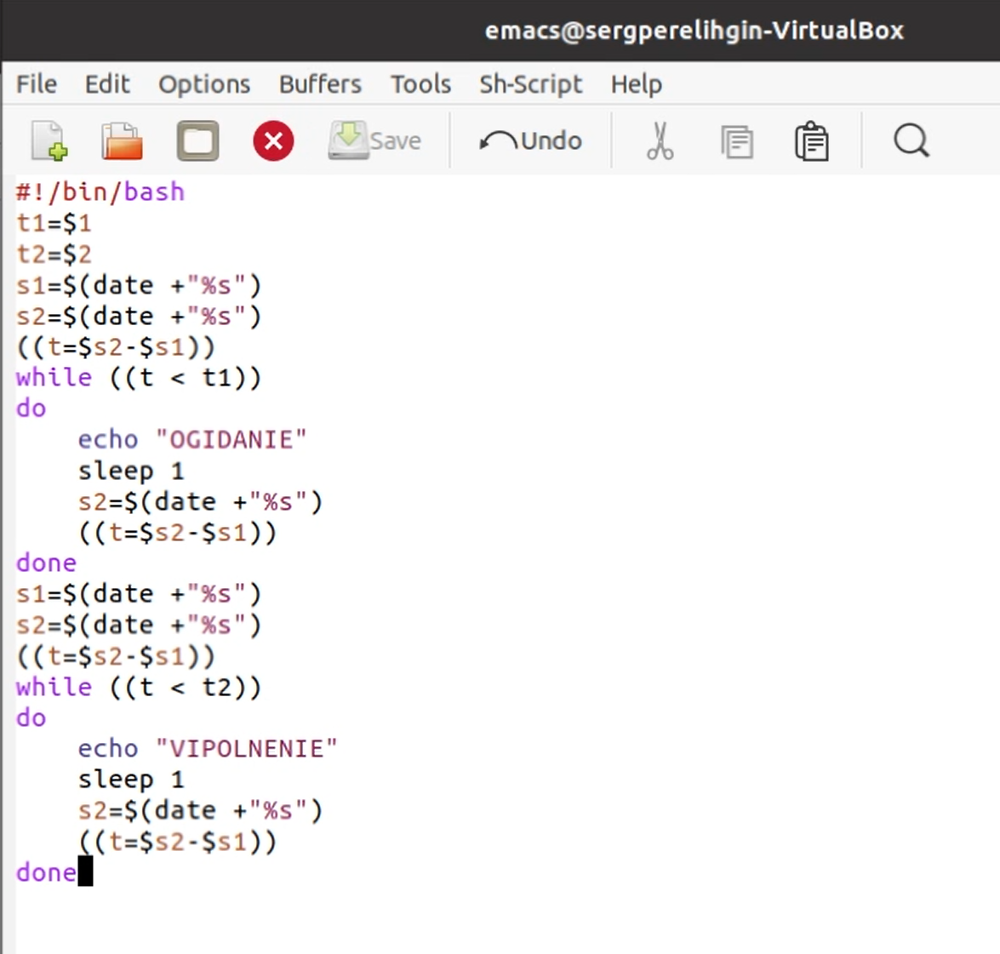 emacs@sergperelihgin-VirtualBox
File Edit Options Buffers Tools Sh-Script Help
Save Undo
#!/bin/bash
t1=$1
t2=$2
s1=$(date +"%s")
s2=$(date +"%s")
((t=$s2-$s1))
while ((t < t1))
do
    echo "OGIDANIE"
    sleep 1
    s2=$(date +"%s")
    ((t=$s2-$s1))
done
s1=$(date +"%s")
s2=$(date +"%s")
((t=$s2-$s1))
while ((t < t2))
do
    echo "VIPOLNENIE"
    sleep 1
    s2=$(date +"%s")
    ((t=$s2-$s1))
done